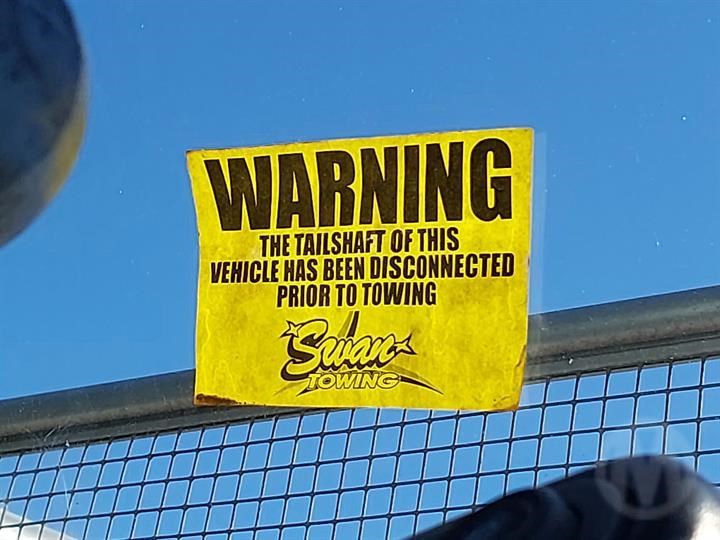 WARNING
THE TAILSHAFT OF THIS
VEHICLE HAS BEEN DISCONNECTED
PRIOR TO TOWING
Swan
TOWING
M